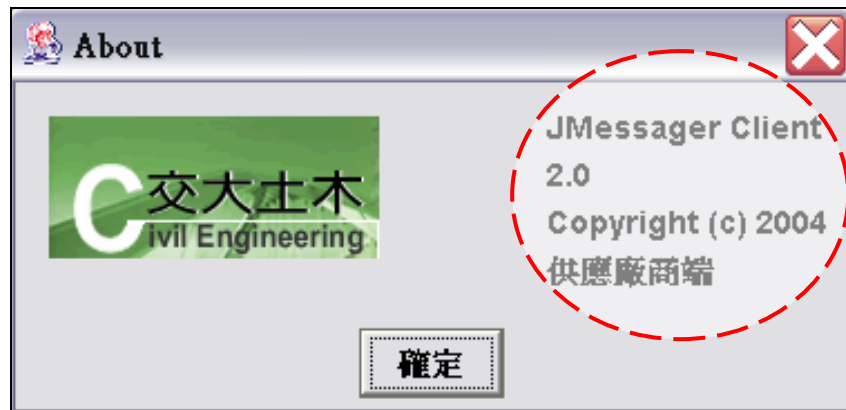 About
交大土木
Civil Engineering
JMessager Client
2.0
Copyright (c) 2004
供應廠商端
確定